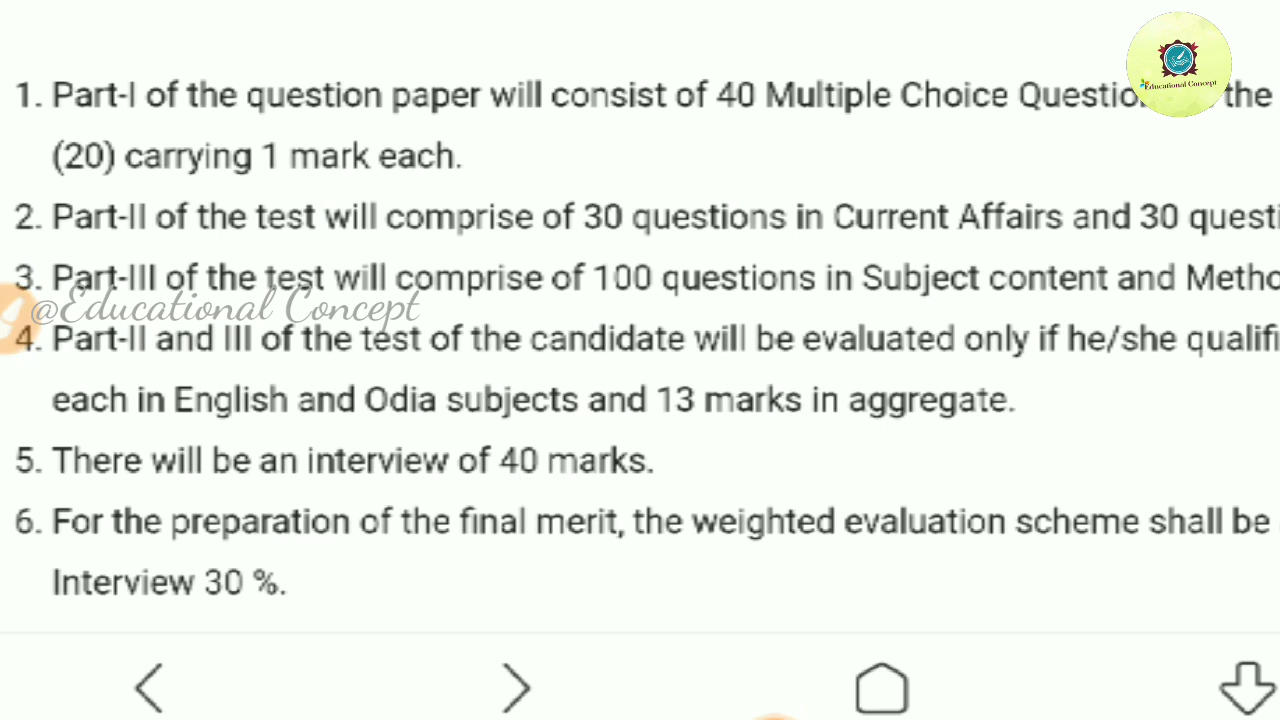 1. Part-I of the question paper will consist of 40 Multiple Choice the
(20) carrying 1 mark each.
2. Part-II of the test will comprise of 30 questions in Current Affairs and 30
3. Part-III of the test will comprise of 100 questions in Subject content and
@Educational Concept
4. Part-II and III of the test of the candidate will be evaluated only if he/she
each in English and Odia subjects and 13 marks in aggregate.
5. There will be an interview of 40 marks.
6. For the preparation of the final merit, the weighted evaluation scheme shall be
Interview 30 %.
Educational Concept